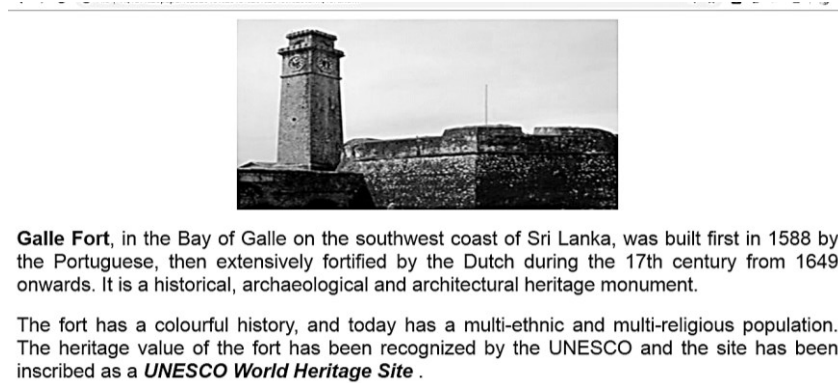 Galle Fort, in the Bay of Galle on the southwest coast of Sri Lanka, was built first in 1588 by
the Portuguese, then extensively fortified by the Dutch during the 17th century from 1649
onwards. It is a historical, archaeological and architectural heritage monument.
The fort has a colourful history, and today has a multi-ethnic and multi-religious population.
The heritage value of the fort has been recognized by the UNESCO and the site has been
inscribed as a UNESCO World Heritage Site .